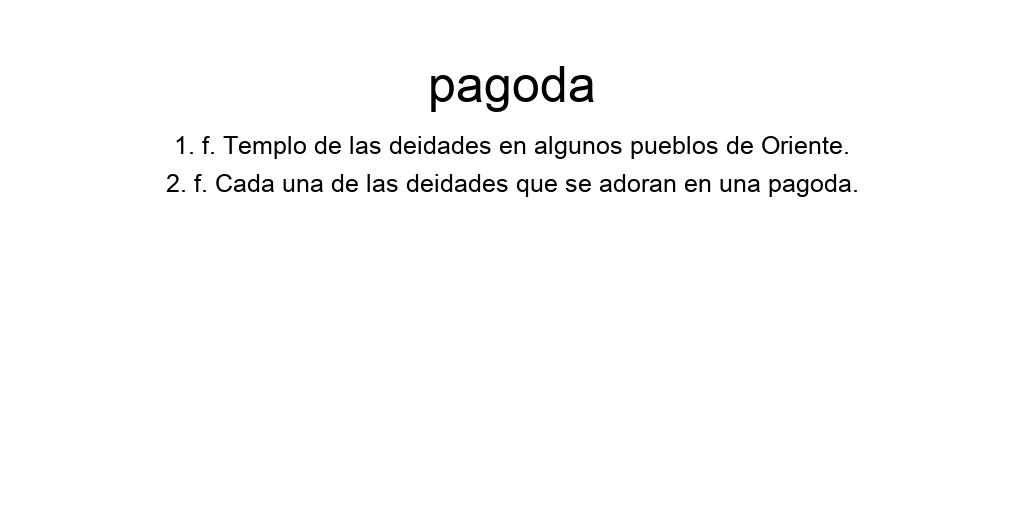 pagoda
1. f. Templo de las deidades en algunos pueblos de Oriente.
2. f. Cada una de las deidades que se adoran en una pagoda.